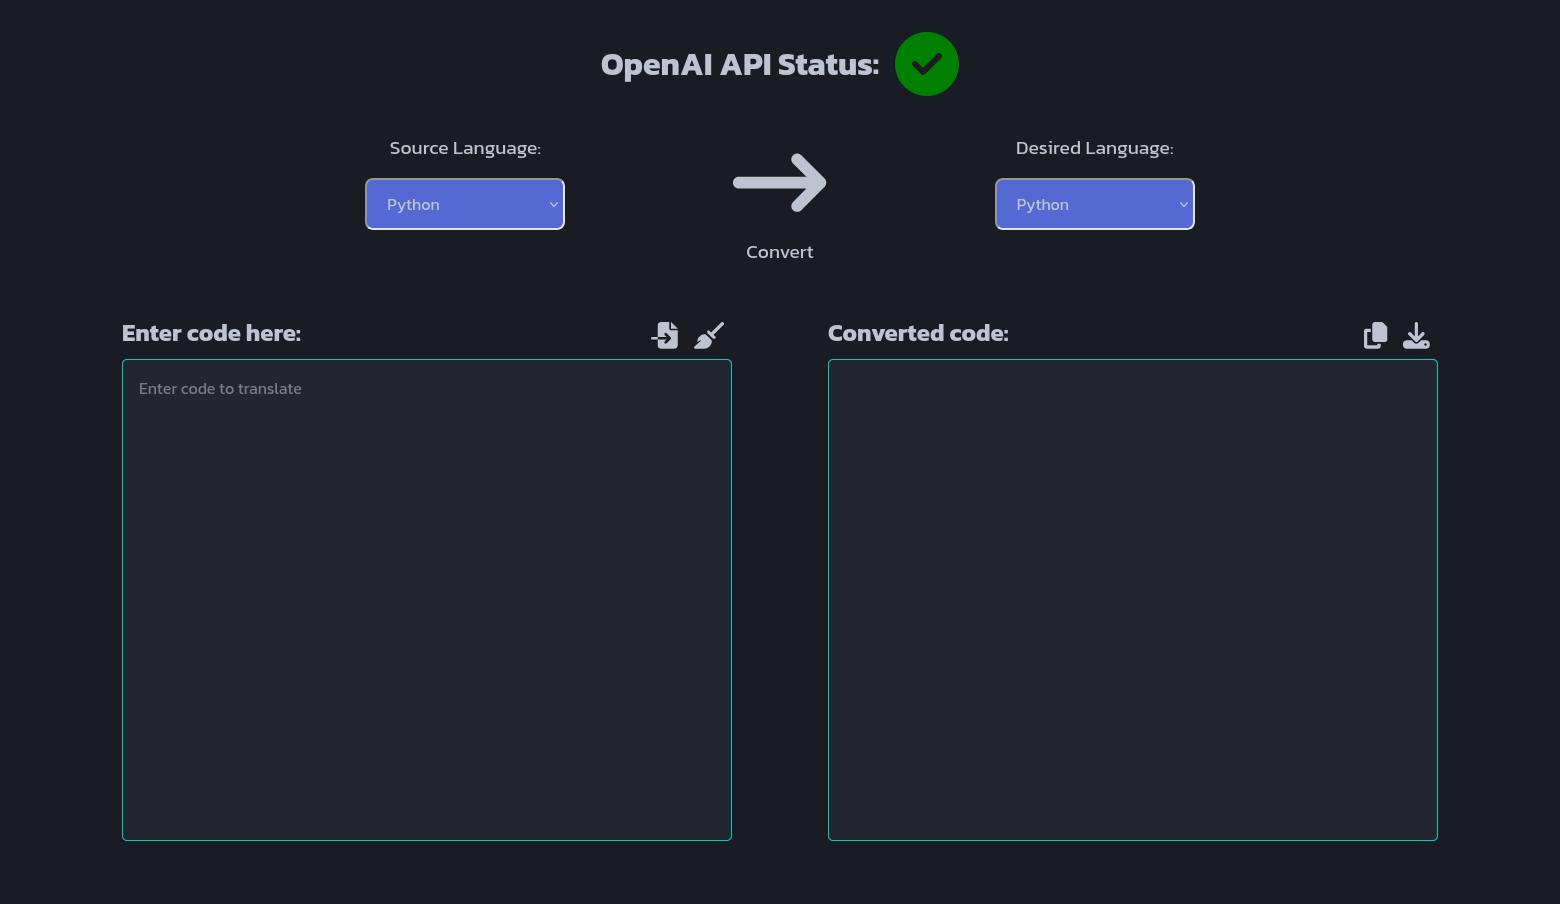 OpenAI API Status:
Source Language:
Python
Convert
Desired Language:
Python
Enter code here:
Enter code to translate
Converted code: